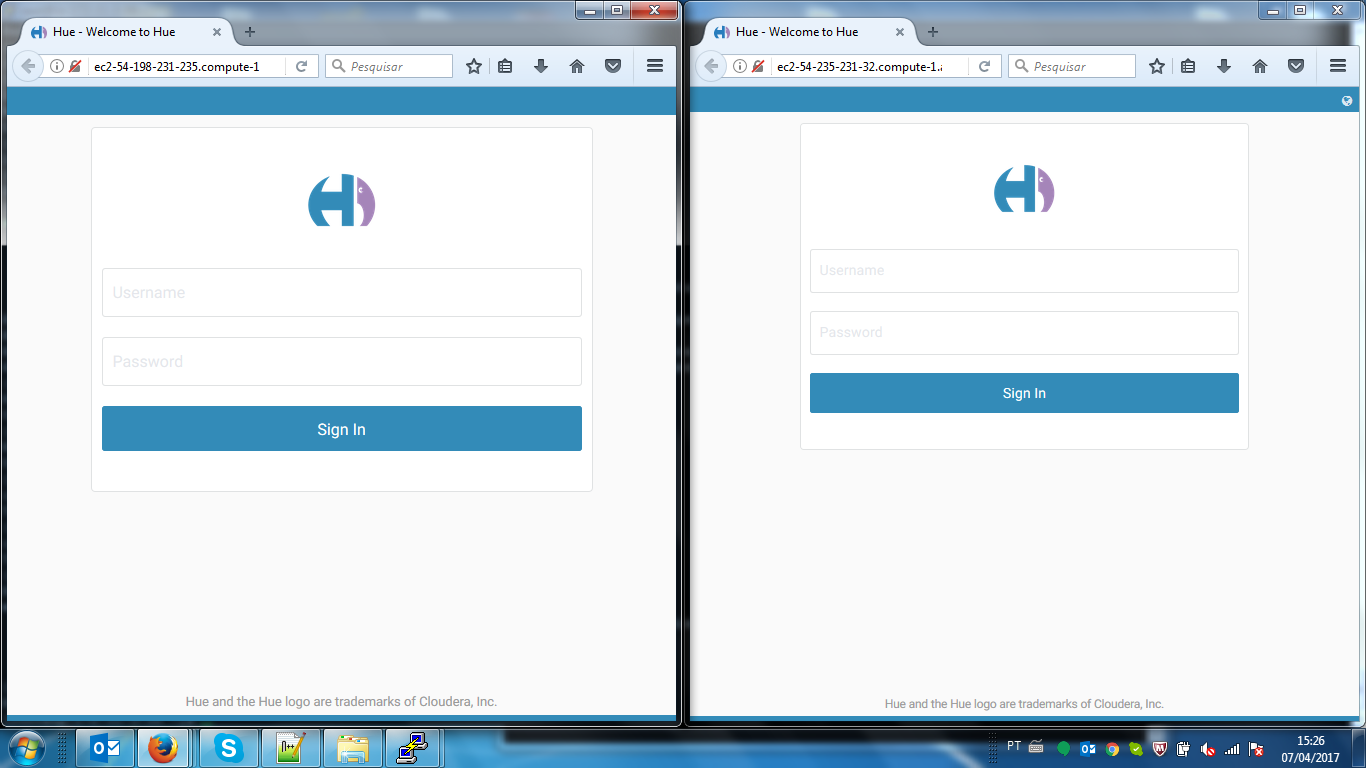 Hue - Welcome to Hue
ec2-54-198-231-235.compute-1
Pesquisar
Username
Password
Sign In
Hue and the Hue logo are trademarks of Cloudera, Inc.
Hue - Welcome to Hue
ec2-54-235-231-32.compute-1.a
Pesquisar
Username
Password
Sign In
Hue and the Hue logo are trademarks of Cloudera, Inc.
PT
15:26
07/04/2017